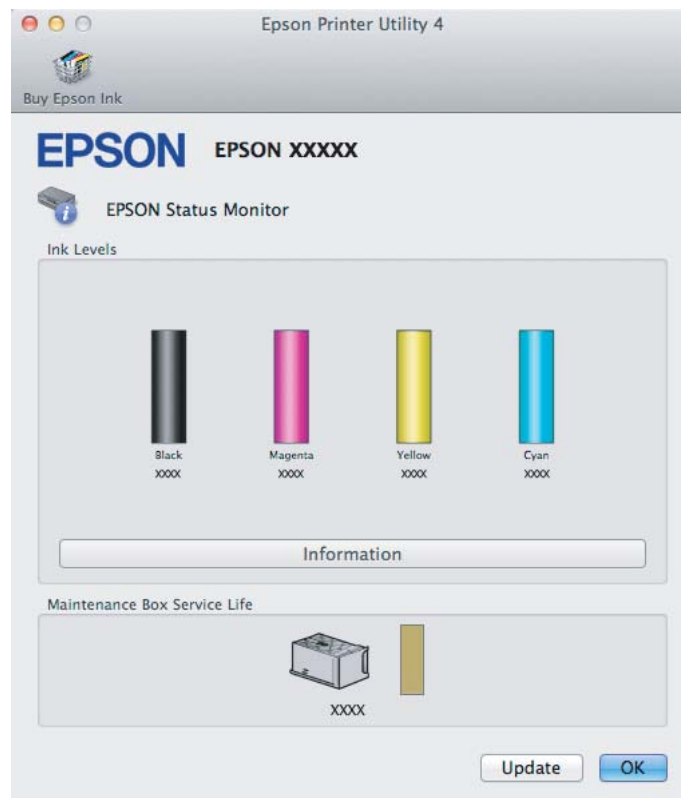 Epson Printer Utility 4
Buy Epson Ink
EPSON EPSON XXXXX
EPSON Status Monitor
Ink Levels
Black Magenta Yellow Cyan
XXXX XXXX XXXX XXXX
Information
Maintenance Box Service Life
XXXX
Update OK